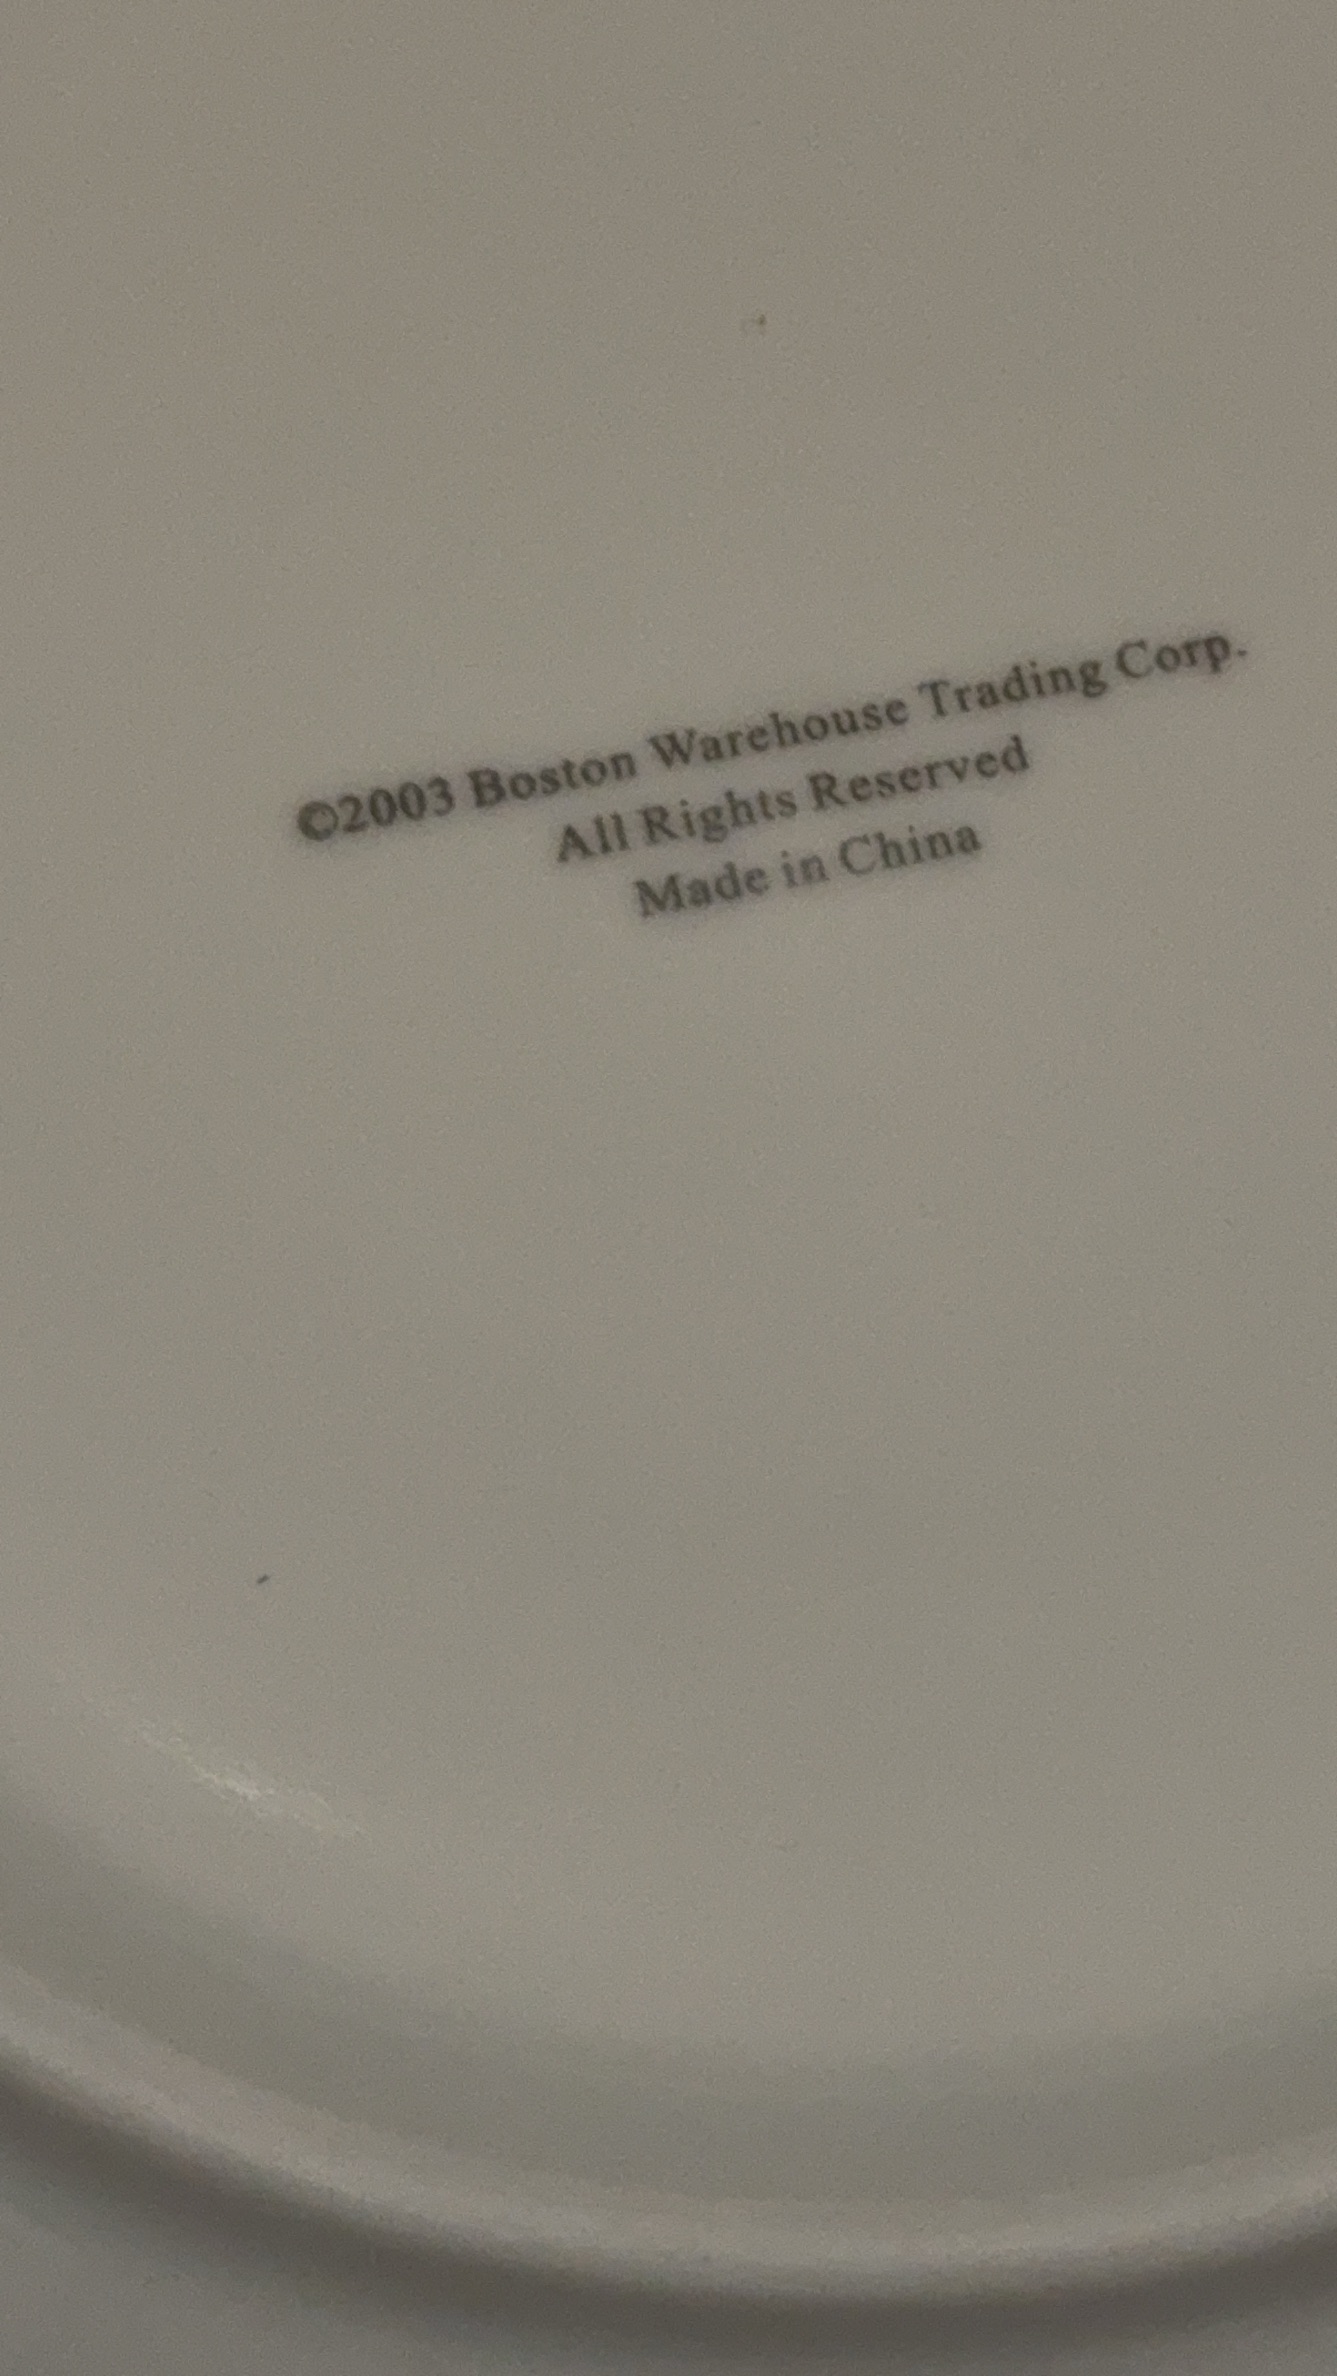 ©2003 Boston Warehouse Trading Corp.
All Rights Reserved
Made in China